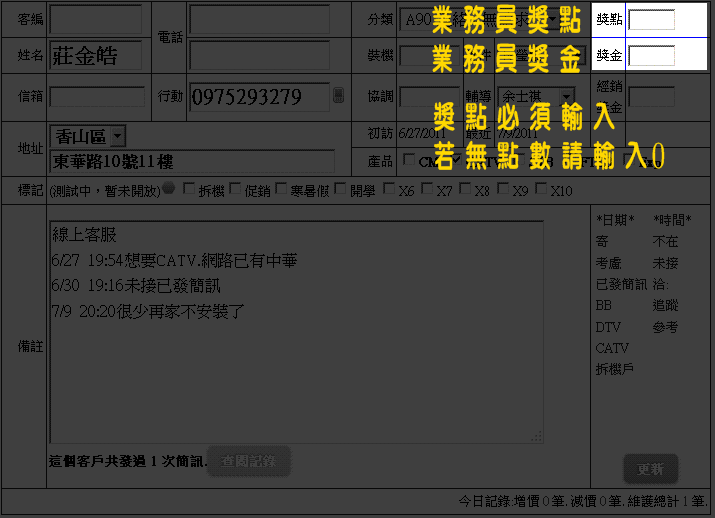 客編 電話 分類 業務員獎點 獎點
姓名 莊金皓 裝機 業務員獎金 獎金
信箱 行動 0975293279 協調 輔導 余士祺 經銷
獎點必須輸入
地址 香山區 初訪 6/27/2011 最近 7/9/2011
若無點數請輸入0
東華路10號11樓 產品
標記 (測試中，暫未開放) 拆機 促銷 寒暑假 開學 X6 X7 X8 X9 X10
線上客服 *日期* *時間*
6/27 19:54想要CATV.網路已有中華 寄 不在
6/30 19:16未接已發簡訊 考慮 未接
7/9 20:20很少再家不安裝了 已發簡訊 洽:
BB 追蹤
備註 DTV 參考
CATV
拆機戶
這個客戶共發過 1 次簡訊. 查閱記錄 更新
今日記錄:增價 0 筆. 減價 0 筆. 維護總計 1 筆.